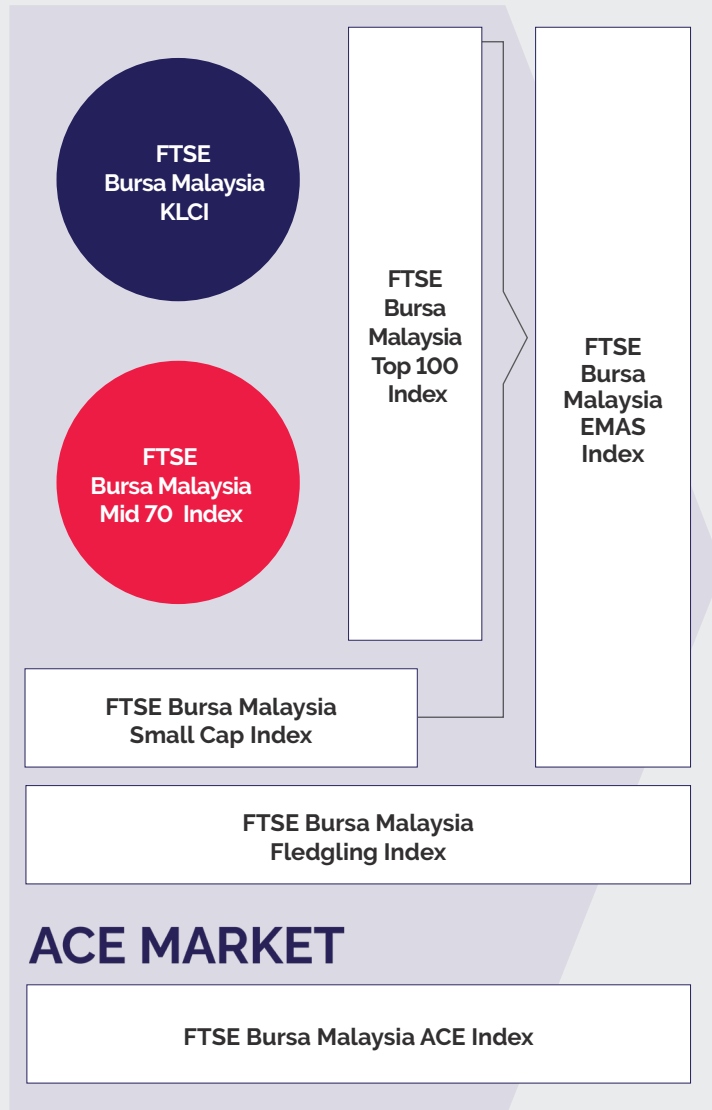 FTSE
Bursa Malaysia
KLCI
FTSE
Bursa Malaysia
Mid 70 Index
FTSE
Bursa
Malaysia
Top 100
Index
FTSE
Bursa
Malaysia
EMAS
Index
FTSE Bursa Malaysia
Small Cap Index
FTSE Bursa Malaysia
Fledgling Index
ACE MARKET
FTSE Bursa Malaysia ACE Index